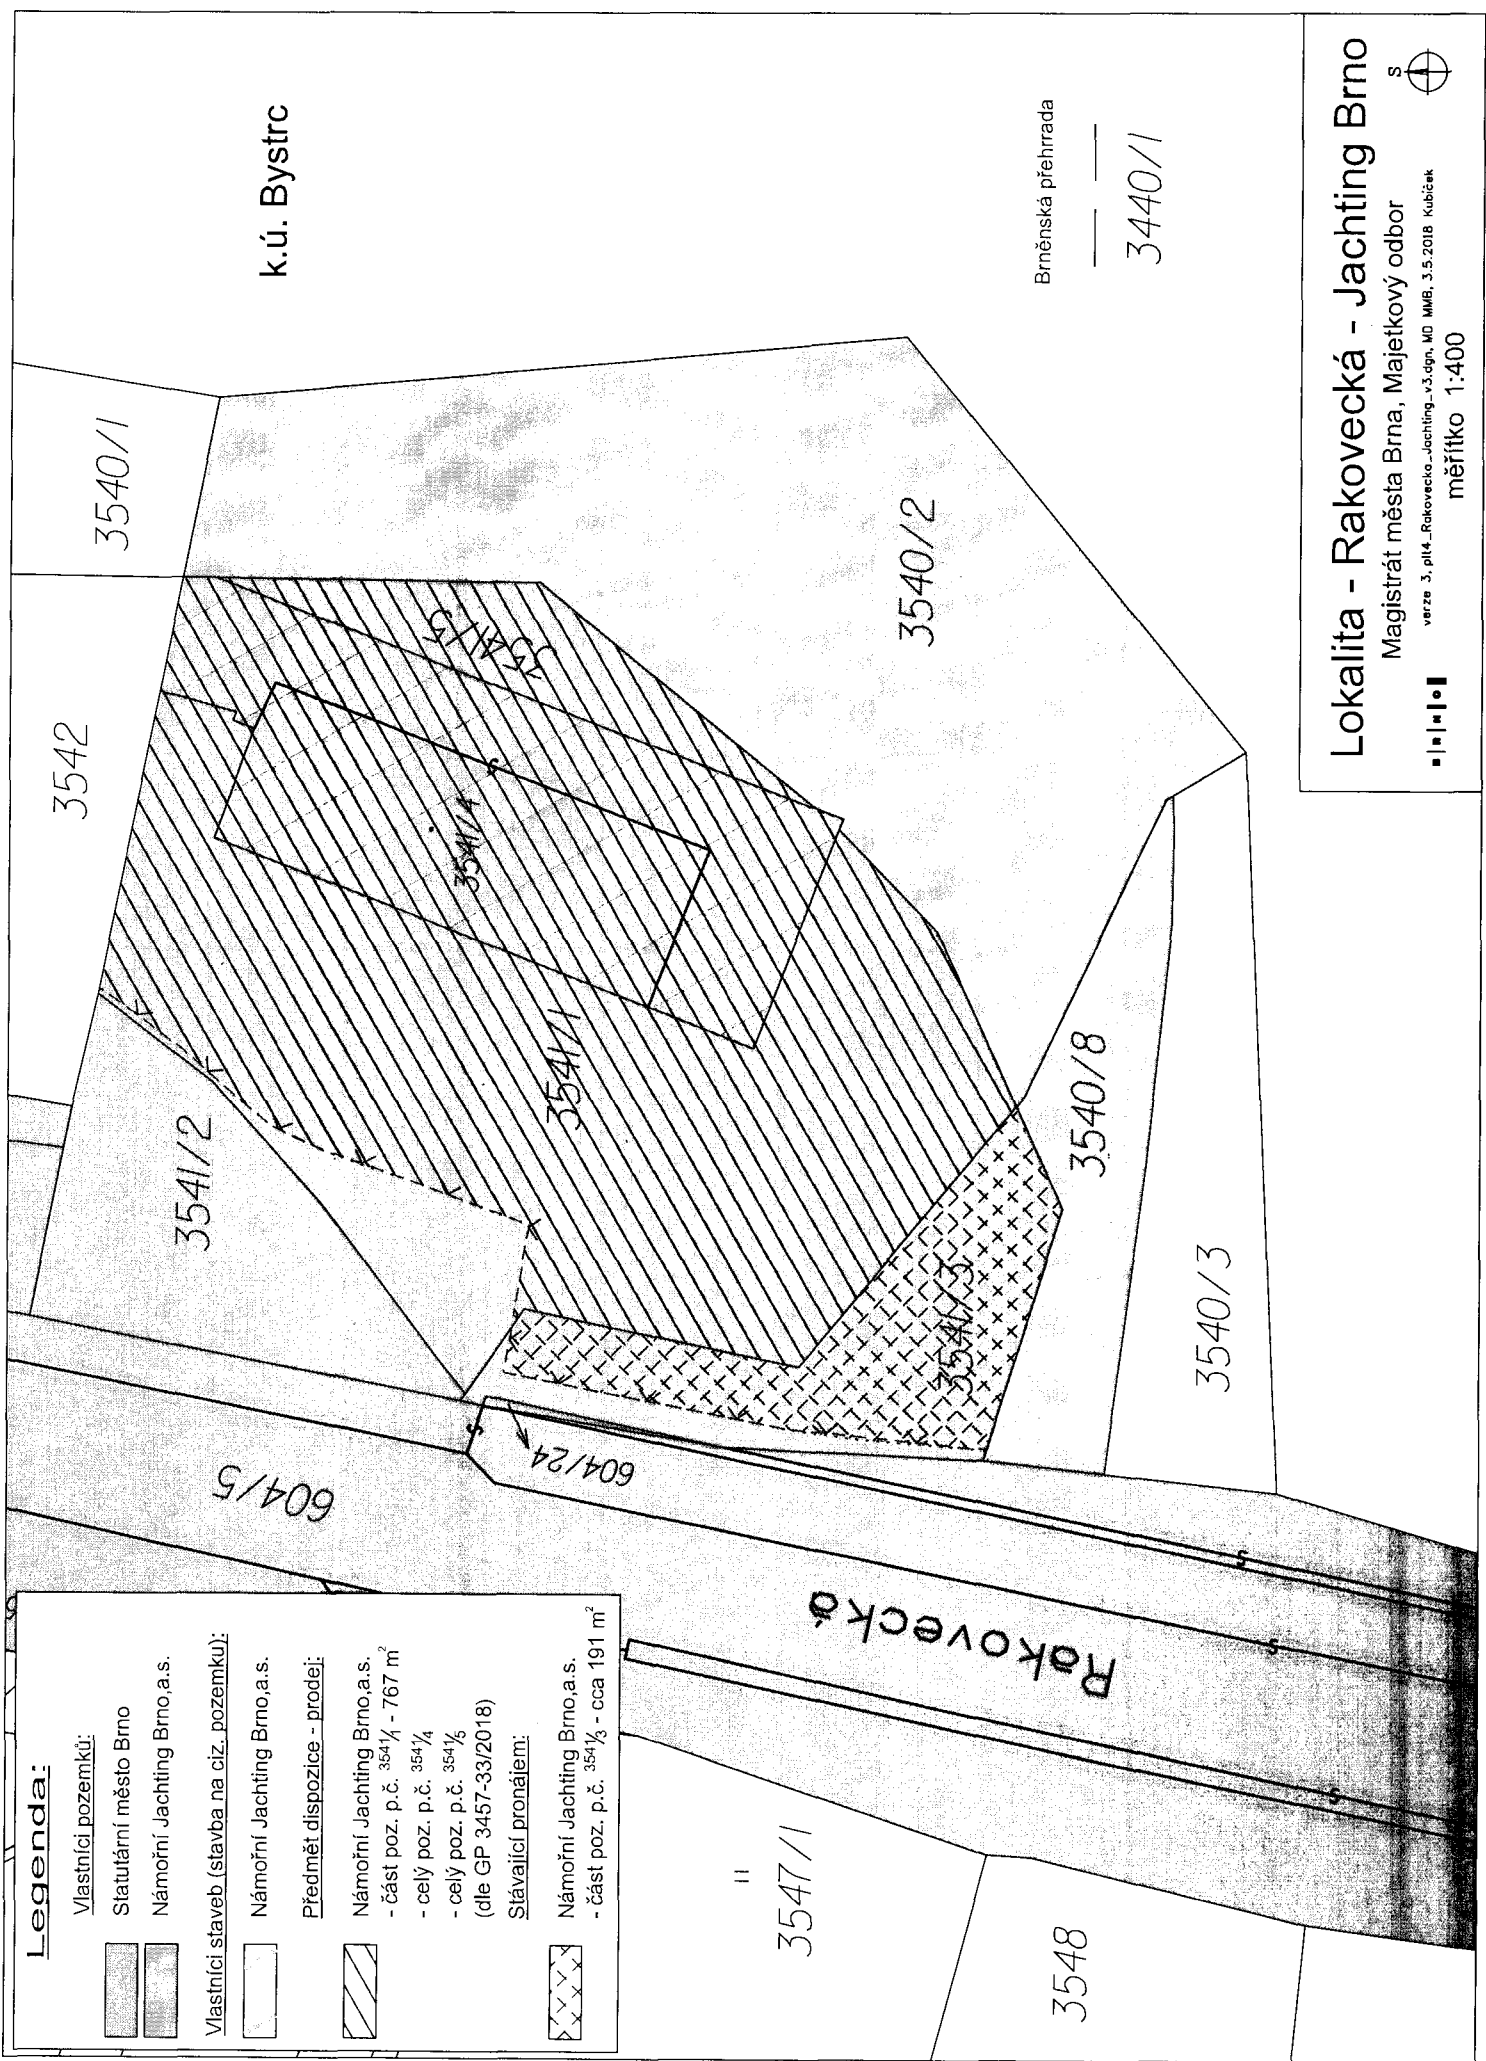 Legenda:
Vlastníci pozemků:
Statutární město Brno
Námořní Jachting Brno,a.s.
Vlastníci staveb (stavba na ciz. pozemku):
Námořní Jachting Brno,a.s.
Předmět dispozice - prodej:
Námořní Jachting Brno,a.s.
- část poz. p.č. 3541/1 - 767 m²
- celý poz. p.č. 3541/4
- celý poz. p.č. 3541/5
(dle GP 3457-33/2018)
Stávající pronájem:
Námořní Jachting Brno,a.s.
- část poz. p.č. 3541/3 - cca 191 m²
k.ú. Bystrc
3540/1
3542
3541/2
3541/5
3541/4
3541/1
3541/3
3540/2
3540/8
3540/3
604/5
604/24
Rakovecká
3547/1
3548
Brněnská přehrada
3440/1
Lokalita - Rakovecká - Jachting Brno
Magistrát města Brna, Majetkový odbor
verze 3, příl4_Rakovecka_Jachting_v3.dgn, MO MMB, 3.5.2018 Kubíček
měřítko 1:400
S